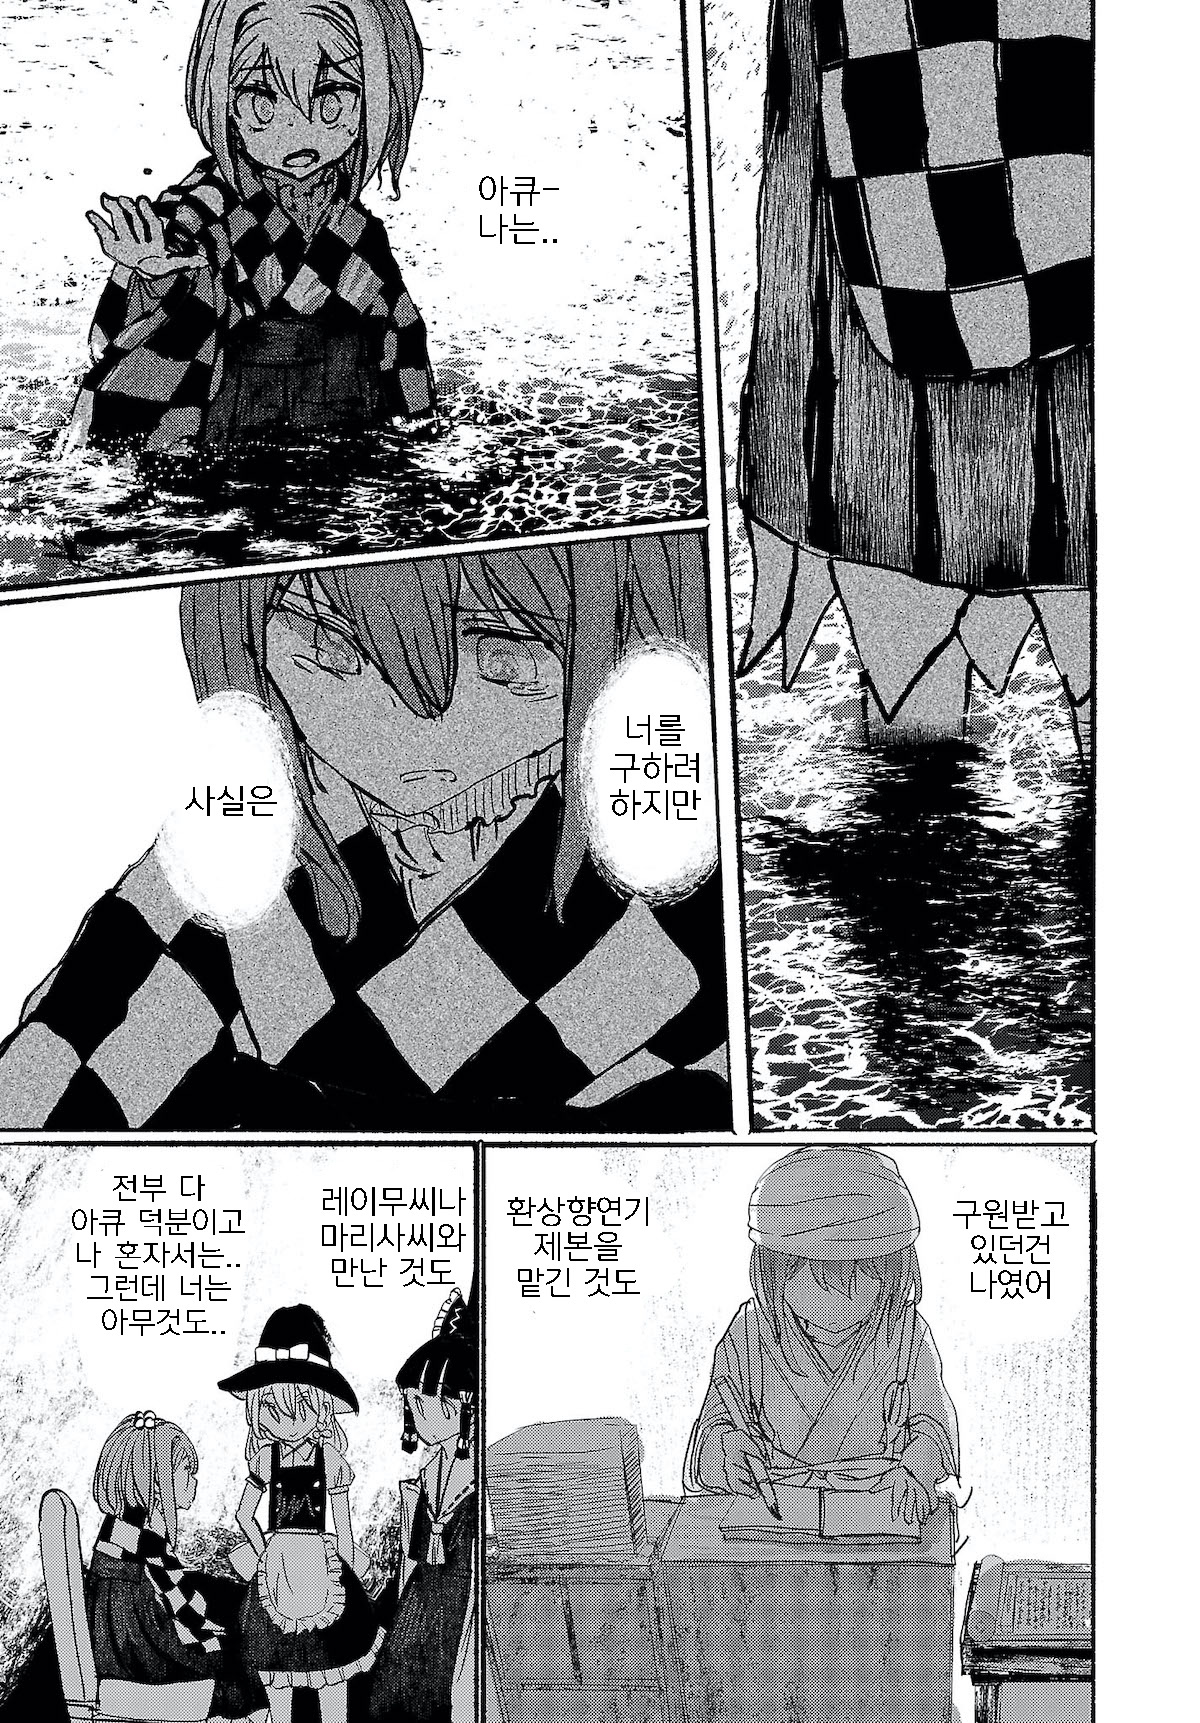 아큐-
나는..
너를
구하려
하지만
사실은
구원받고
있던건
나였어
환상향연기
제본을
맡긴 것도
레이무씨나
마리사씨와
만난 것도
전부 다
아큐 덕분이고
나 혼자서는..
그런데 너는
아무것도..